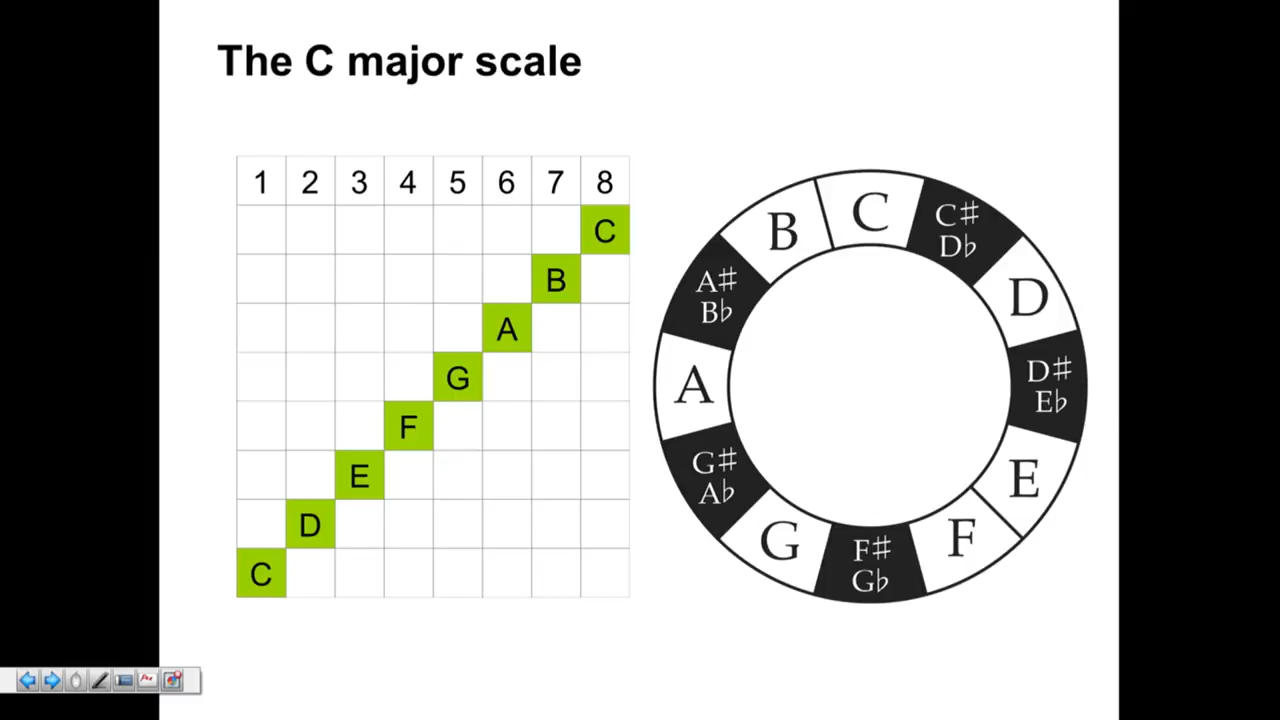 The C major scale
1 2 3 4 5 6 7 8
C
B
A
G
F
E
D
C
C
C♯
D♭
D
D♯
E♭
E
F
F♯
G♭
G
G♯
A♭
A
A♯
B♭
B